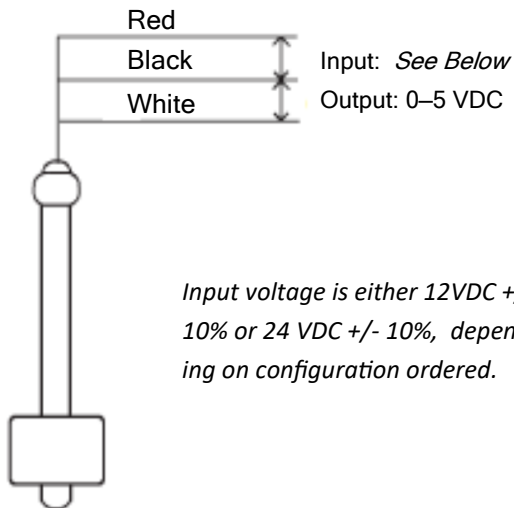 Red
Black
White
Input: See Below
Output: 0–5 VDC
Input voltage is either 12VDC +
10% or 24 VDC +/- 10%, depen
ing on configuration ordered.